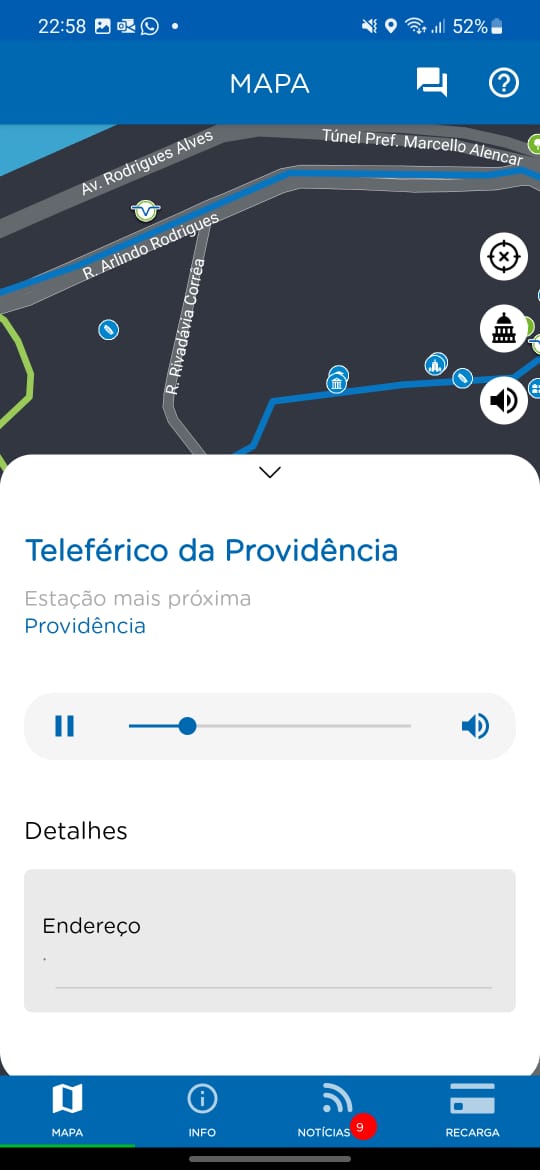 22:58
52%
MAPA
Av. Rodrigues Alves
Túnel Pref. Marcello Alencar
R. Arlindo Rodrigues
R. Rivadávia Corrêa
Teleférico da Providência
Estação mais próxima
Providência
Detalhes
Endereço
.
MAPA
INFO
NOTÍCIAS 9
RECARGA